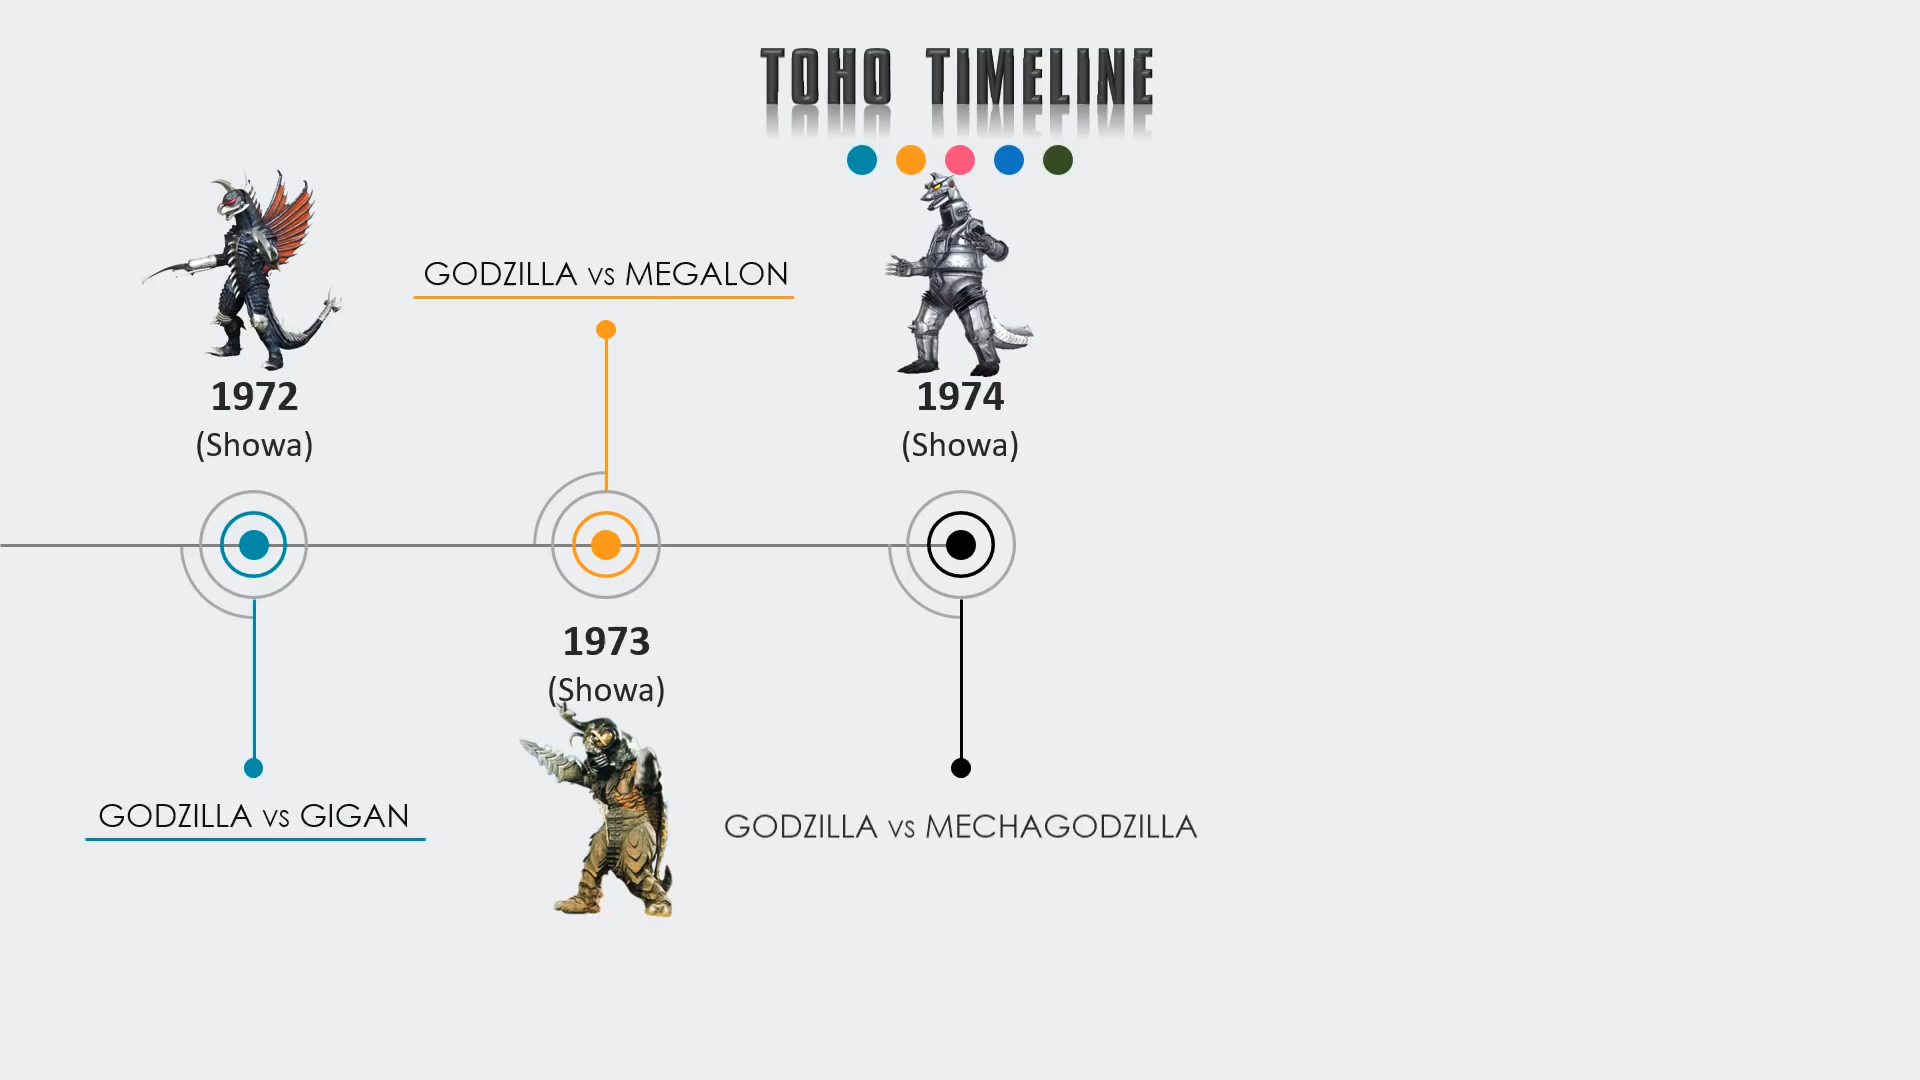 TOHO TIMELINE
1972
(Showa)
GODZILLA vs GIGAN
GODZILLA vs MEGALON
1973
(Showa)
1974
(Showa)
GODZILLA vs MECHAGODZILLA